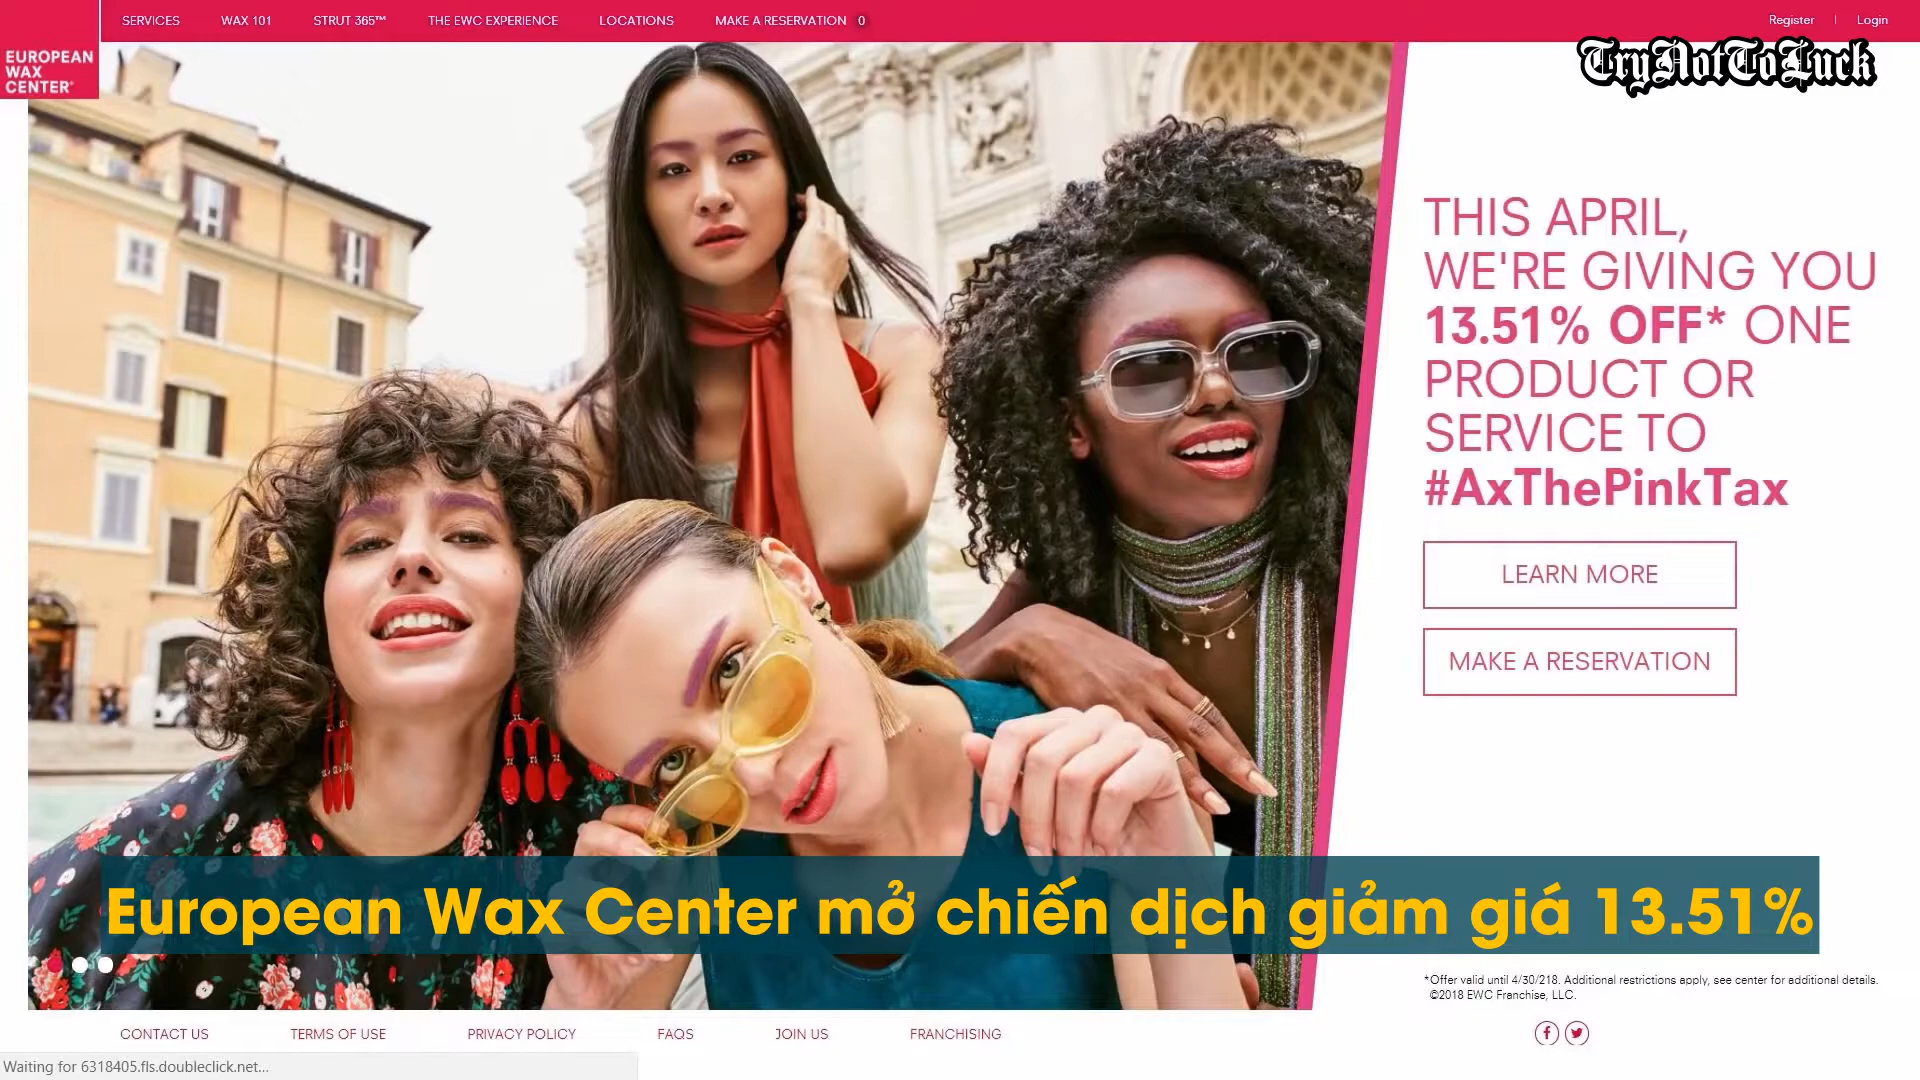 SERVICES WAX 101 STRUT 365™ THE EWC EXPERIENCE LOCATIONS MAKE A RESERVATION 0 Register | Login
EUROPEAN
WAX
CENTER®
TryNotToLuck
THIS APRIL,
WE'RE GIVING YOU
13.51% OFF* ONE
PRODUCT OR
SERVICE TO
#AxThePinkTax
LEARN MORE
MAKE A RESERVATION
European Wax Center mở chiến dịch giảm giá 13.51%
*Offer valid until 4/30/218. Additional restrictions apply, see center for additional details.
©2018 EWC Franchise, LLC.
CONTACT US TERMS OF USE PRIVACY POLICY FAQS JOIN US FRANCHISING
Waiting for 6318405.fls.doubleclick.net...